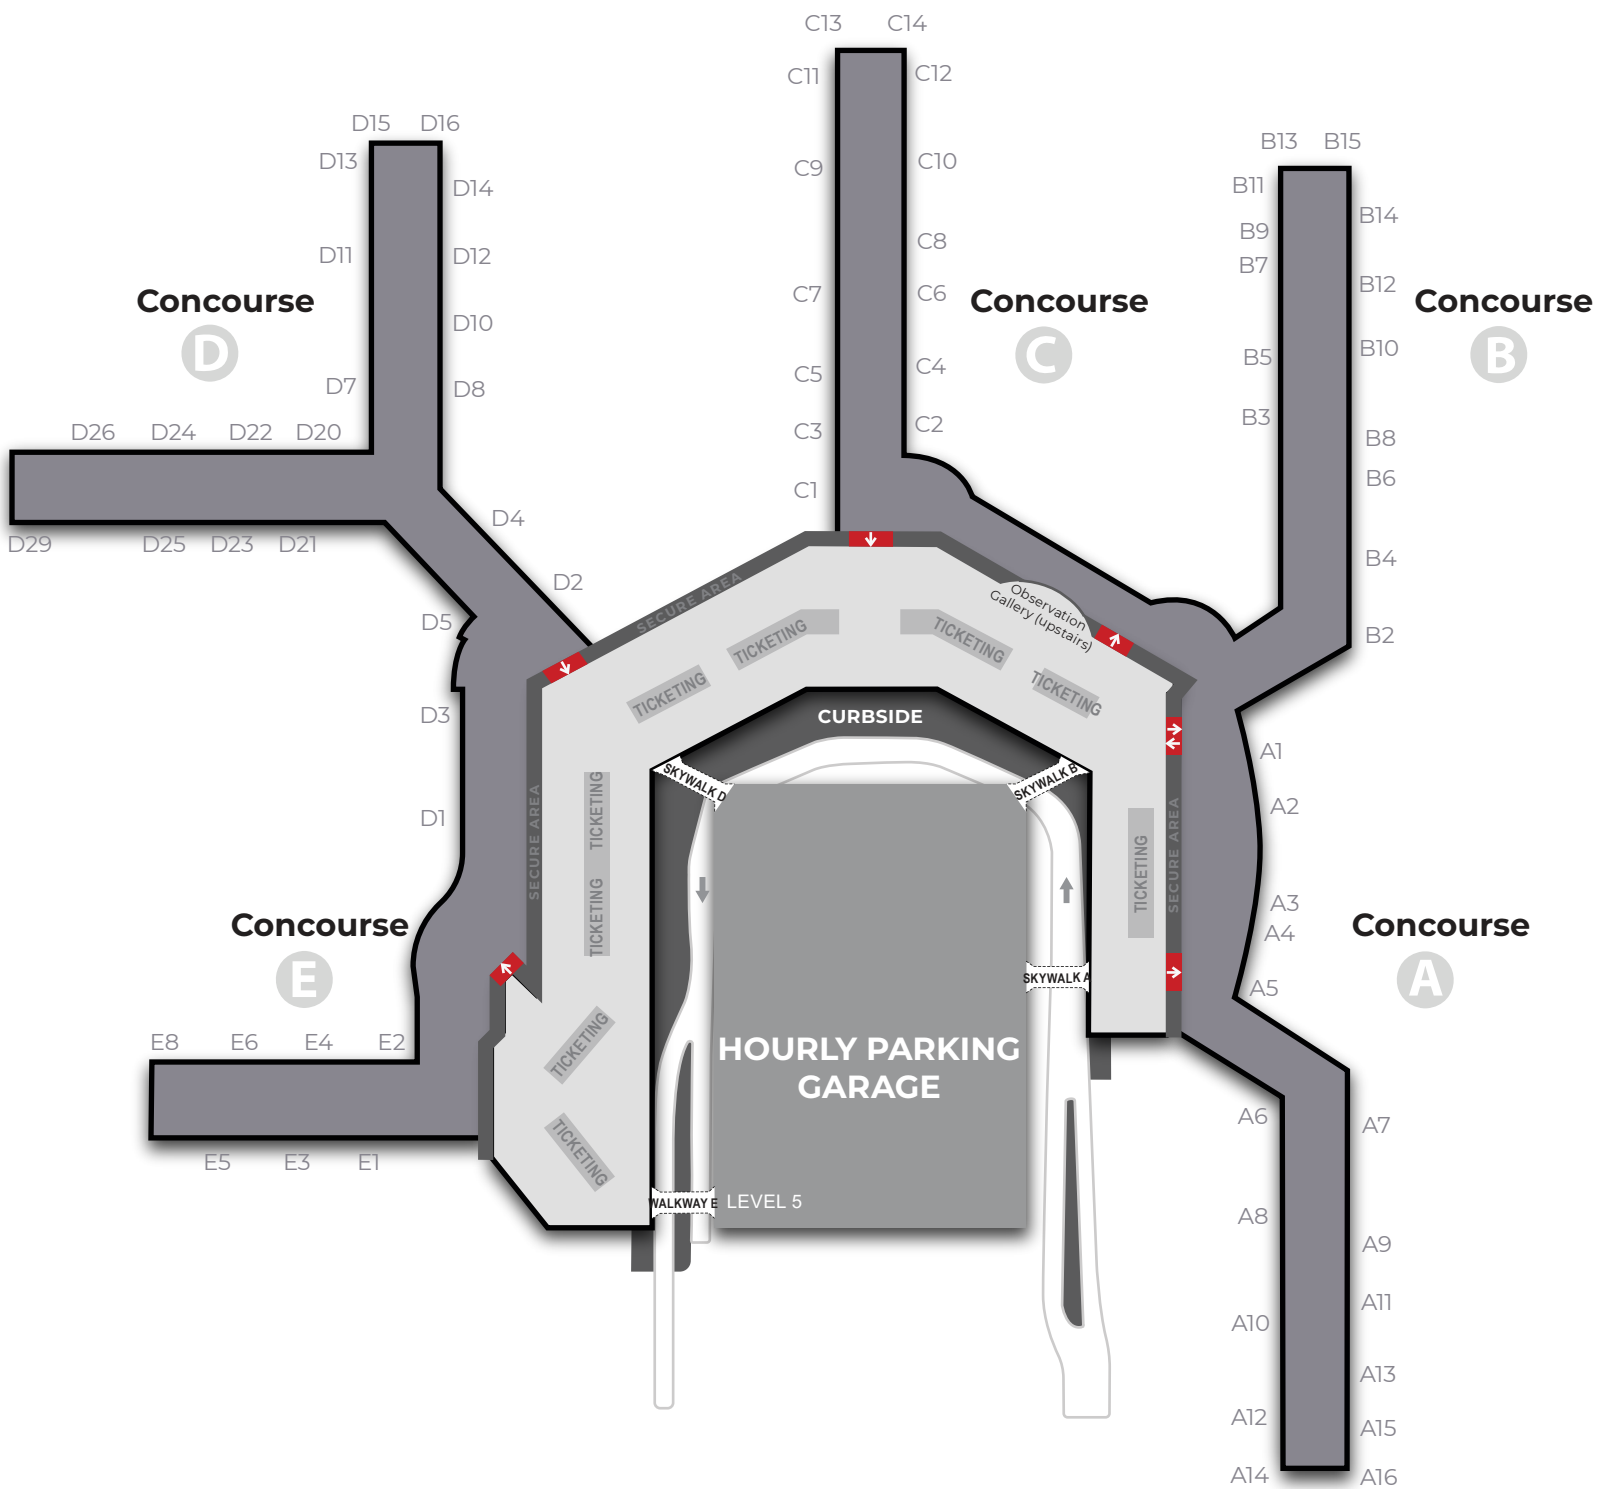 C13 C14
C11 C12
D15 D16
B13 B15
D13
C9 C10
B11
D14
B14
B9
C8
D11 D12
B7
B12
C7 C6
Concourse
D
Concourse
C
Concourse
B
D10
B10
B5
C5 C4
D7 D8
B3
C3 C2
D26 D24 D22 D20
B8
B6
C1
D4
D29 D25 D23 D21
B4
D2
D5
B2
SECURE AREA
Observation
Gallery (upstairs)
TICKETING
TICKETING
TICKETING
TICKETING
D3
CURBSIDE
A1
SKYWALK D
SKYWALK B
A2
D1
TICKETING
SECURE AREA
TICKETING
TICKETING
SECURE AREA
A3
A4
Concourse
E
Concourse
A
SKYWALK A
A5
E8 E6 E4 E2
TICKETING
HOURLY PARKING
GARAGE
A6 A7
E5 E3 E1
TICKETING
WALKWAY E
LEVEL 5
A8
A9
A11
A10
A13
A12
A15
A14 A16